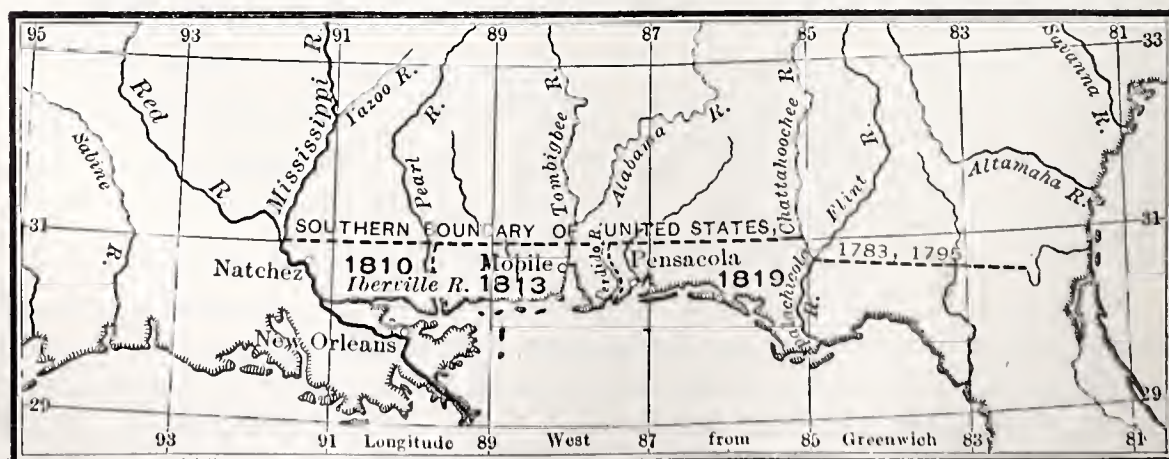 95 93 91 89 87 85 83 81
33
Red
R.
Mississippi R.
Yazoo R.
Pearl
R.
Tombigbee R.
Alabama R.
Chattahoochee R.
Flint R.
Savanna R.
Altamaha R.
Sabine
R.
31
31
SOUTHERN BOUNDARY OF UNITED STATES,
1783, 1795
Natchez
1810
Mobile
Perdido R.
Pensacola
Iberville R.
1813
1819
Apalachicola R.
New Orleans
29
29
93 91 89 87 85 83 81
Longitude West from Greenwich